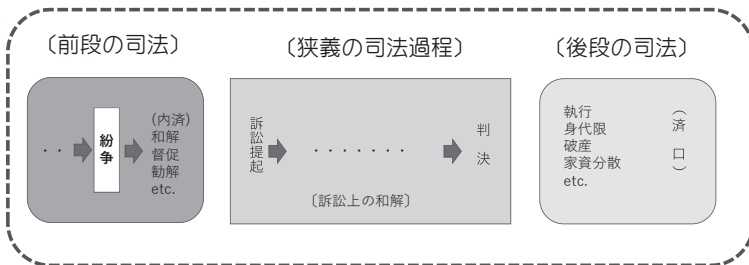 〔前段の司法〕
〔狭義の司法過程〕
〔後段の司法〕
・・
紛争
(内済)
和解
督促
勧解
etc.
訴訟提起
・・・・・・・
判決
〔訴訟上の和解〕
執行
身代限
破産
家資分散
etc.
(済口)